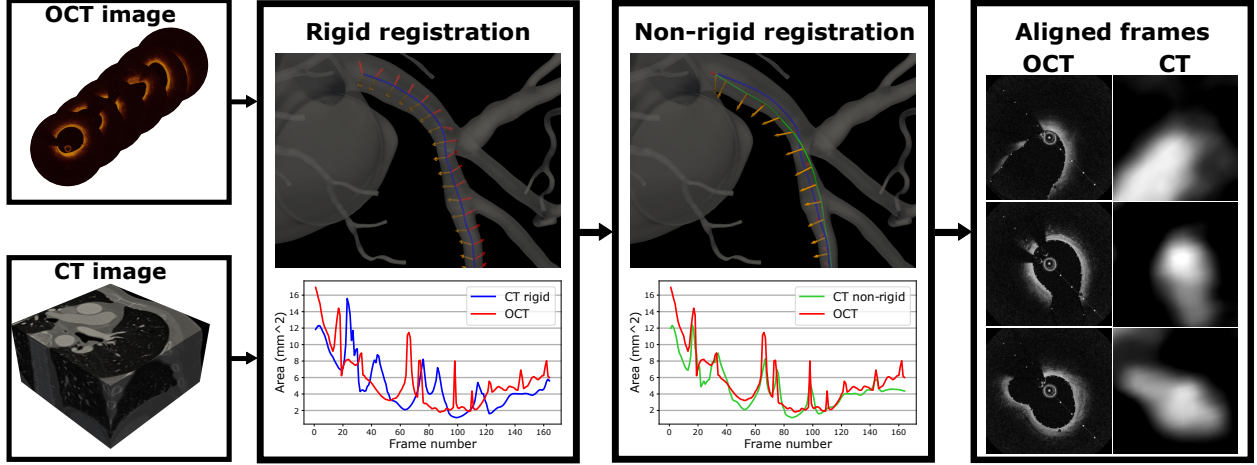 OCT image
CT image
Rigid registration
16
14
12
10
8
6
4
2
Area (mm^2)
CT rigid
OCT
0 20 40 60 80 100 120 140 160
Frame number
Non-rigid registration
16
14
12
10
8
6
4
2
Area (mm^2)
CT non-rigid
OCT
0 20 40 60 80 100 120 140 160
Frame number
Aligned frames
OCT CT